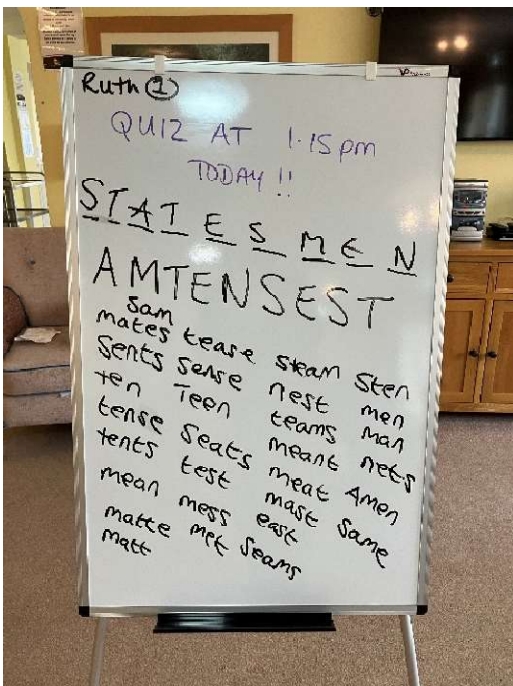 Ruth ①
QUIZ AT 1.15pm
TODAY!!
STATESMEN
AMTENSEST
Sam
mates tease steam Sten
Sents Sense nest men
ten Teen teams man
tense Seats meant nets
tents test meat Amen
mean mess mast Same
matte met east
matt seams